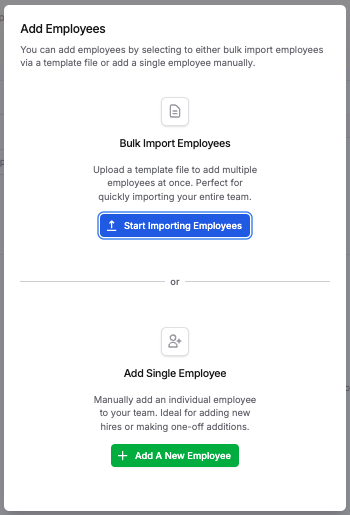 Add Employees
You can add employees by selecting to either bulk import employees
via a template file or add a single employee manually.
Bulk Import Employees
Upload a template file to add multiple
employees at once. Perfect for
quickly importing your entire team.
Start Importing Employees
or
Add Single Employee
Manually add an individual employee
to your team. Ideal for adding new
hires or making one-off additions.
Add A New Employee